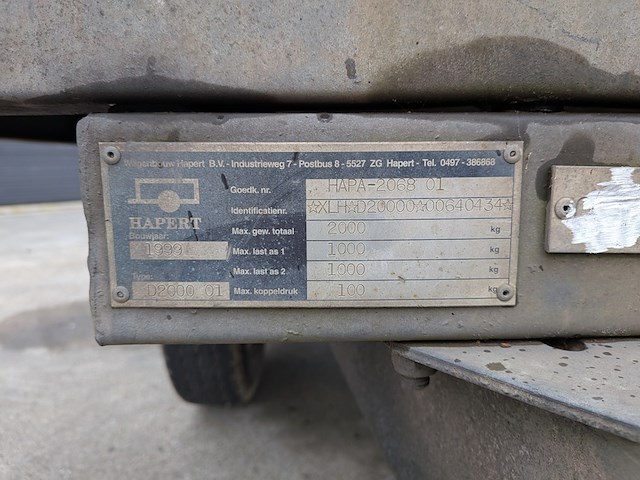 Wagenbouw Hapert B.V. - Industrieweg 7 - Postbus 8 - 5527 ZG Hapert - Tel. 0497 - 386868
HAPERT
Bouwjaar:
1999
Type:
D2000 01
Goedk. nr. HAPA-2068 01
Identificatienr. ☆XLH☆D20000☆00640434☆
Max. gew. totaal 2000 kg
Max. last as 1 1000 kg
Max. last as 2 1000 kg
Max. koppeldruk 100 kg